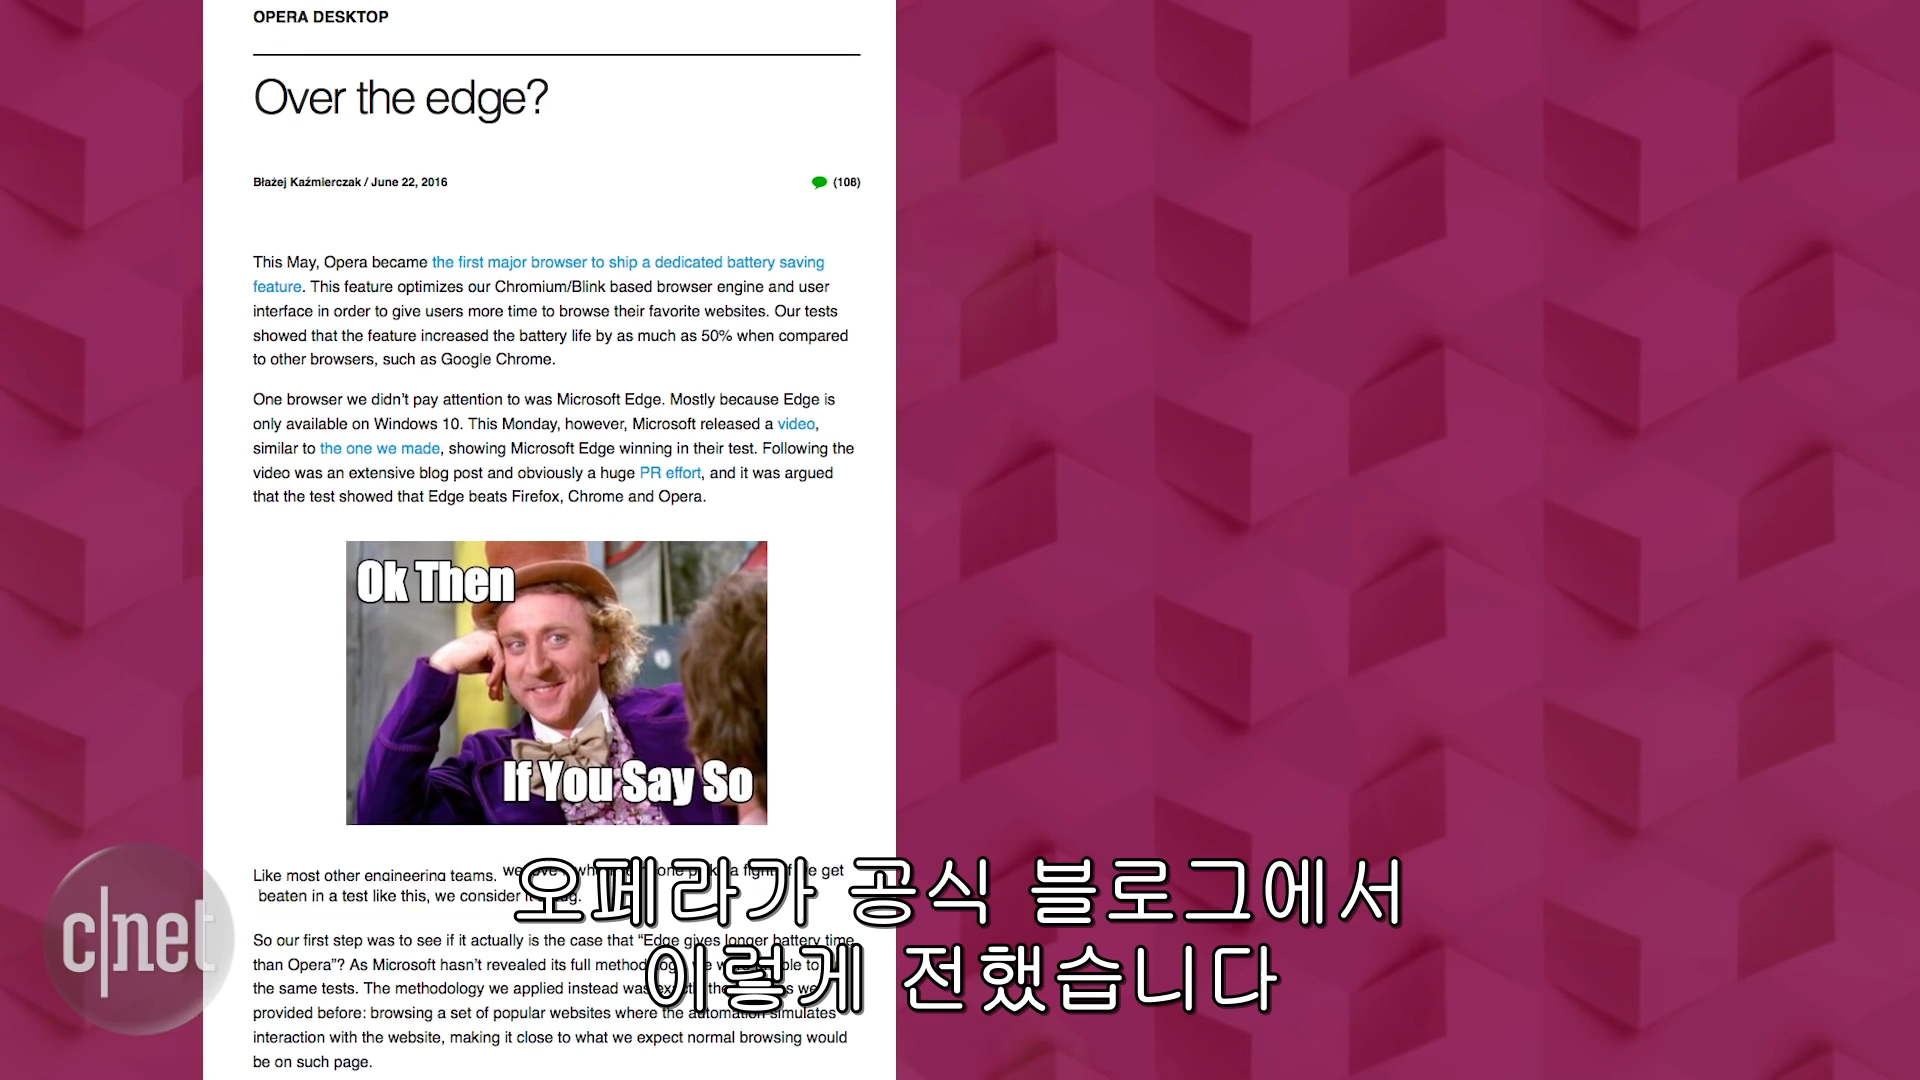 OPERA DESKTOP
Over the edge?
Błażej Kaźmierczak / June 22, 2016
(108)
This May, Opera became the first major browser to ship a dedicated battery saving
feature. This feature optimizes our Chromium/Blink based browser engine and user
interface in order to give users more time to browse their favorite websites. Our tests
showed that the feature increased the battery life by as much as 50% when compared
to other browsers, such as Google Chrome.
One browser we didn't pay attention to was Microsoft Edge. Mostly because Edge is
only available on Windows 10. This Monday, however, Microsoft released a video,
similar to the one we made, showing Microsoft Edge winning in their test. Following the
video was an extensive blog post and obviously a huge PR effort, and it was argued
that the test showed that Edge beats Firefox, Chrome and Opera.
Ok Then
If You Say So
Like most other engineering teams, we get
beaten in a test like this, we consider
So our first step was to see if it actually is the case that “Edge gives longer battery time
than Opera”? As Microsoft hasn't revealed its full to
the same tests. The methodology we applied instead was
provided before: browsing a set of popular websites where the automation simulates
interaction with the website, making it close to what we expect normal browsing would
be on such page.
오페라가 공식 블로그에서
이렇게 전했습니다
c|net